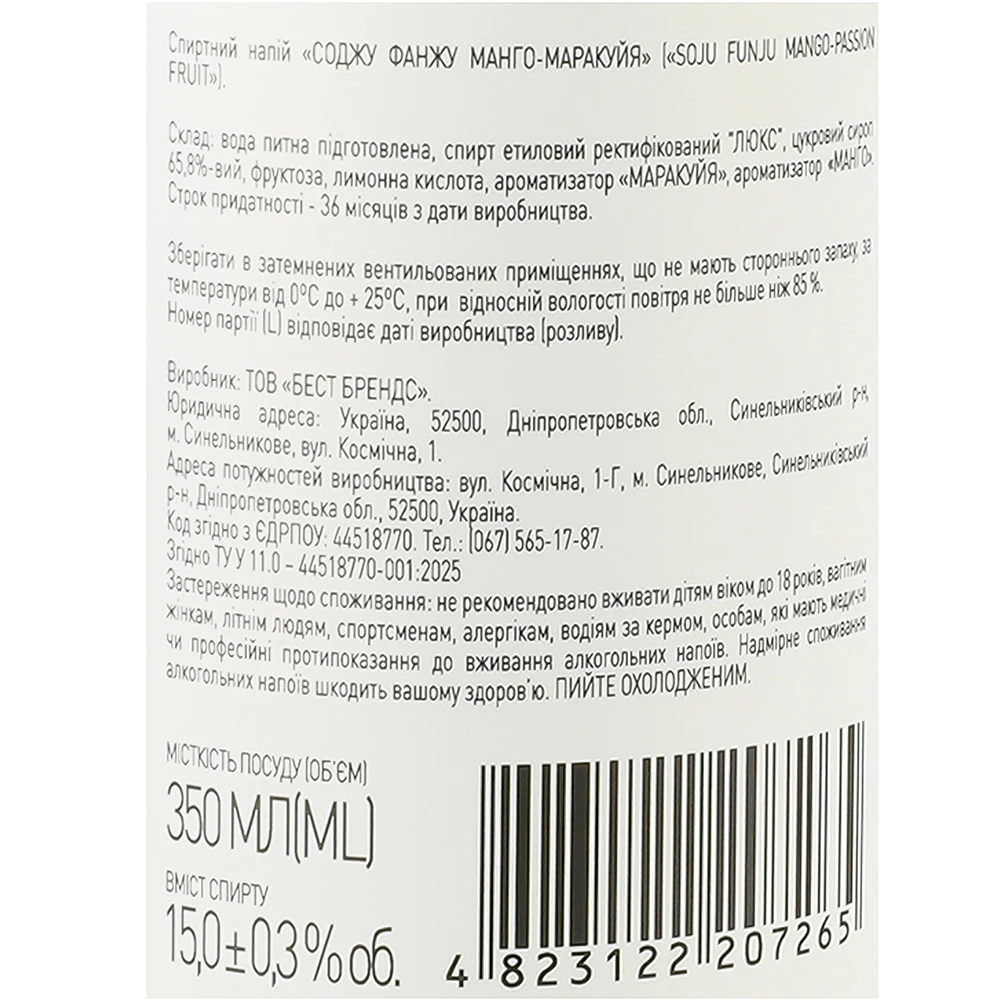 Спиртний напій «СОДЖУ ФАНЖУ МАНГО-МАРАКУЙЯ» («SOJU FUNJU MANGO-PASSION
FRUIT»).
Склад: вода питна підготовлена, спирт етиловий ректифікований "ЛЮКС", цукровий сироп
65,8%-вий, фруктоза, лимонна кислота, ароматизатор «МАРАКУЙЯ», ароматизатор «МАНГО».
Строк придатності - 36 місяців з дати виробництва.
Зберігати в затемнених вентильованих приміщеннях, що не мають стороннього запаху, за
температури від 0°С до + 25°С, при відносній вологості повітря не більше ніж 85 %.
Номер партії (L) відповідає даті виробництва (розливу).
Виробник: ТОВ «БЕСТ БРЕНДС».
Юридична адреса: Україна, 52500, Дніпропетровська обл., Синельниківський р-н,
м. Синельникове, вул. Космічна, 1.
Адреса потужностей виробництва: вул. Космічна, 1-Г, м. Синельникове, Синельниківський
р-н, Дніпропетровська обл., 52500, Україна.
Код згідно з ЄДРПОУ: 44518770. Тел.: (067) 565-17-87.
Згідно ТУ У 11.0 – 44518770-001:2025
Застереження щодо споживання: не рекомендовано вживати дітям віком до 18 років, вагітним
жінкам, літнім людям, спортсменам, алергікам, водіям за кермом, особам, які мають медичні
чи професійні протипоказання до вживання алкогольних напоїв. Надмірне споживання
алкогольних напоїв шкодить вашому здоров'ю. ПИЙТЕ ОХОЛОДЖЕНИМ.
МІСТКІСТЬ ПОСУДУ (ОБ'ЄМ)
350 МЛ(ML)
ВМІСТ СПИРТУ
15,0±0,3% об.
4 823122 207265